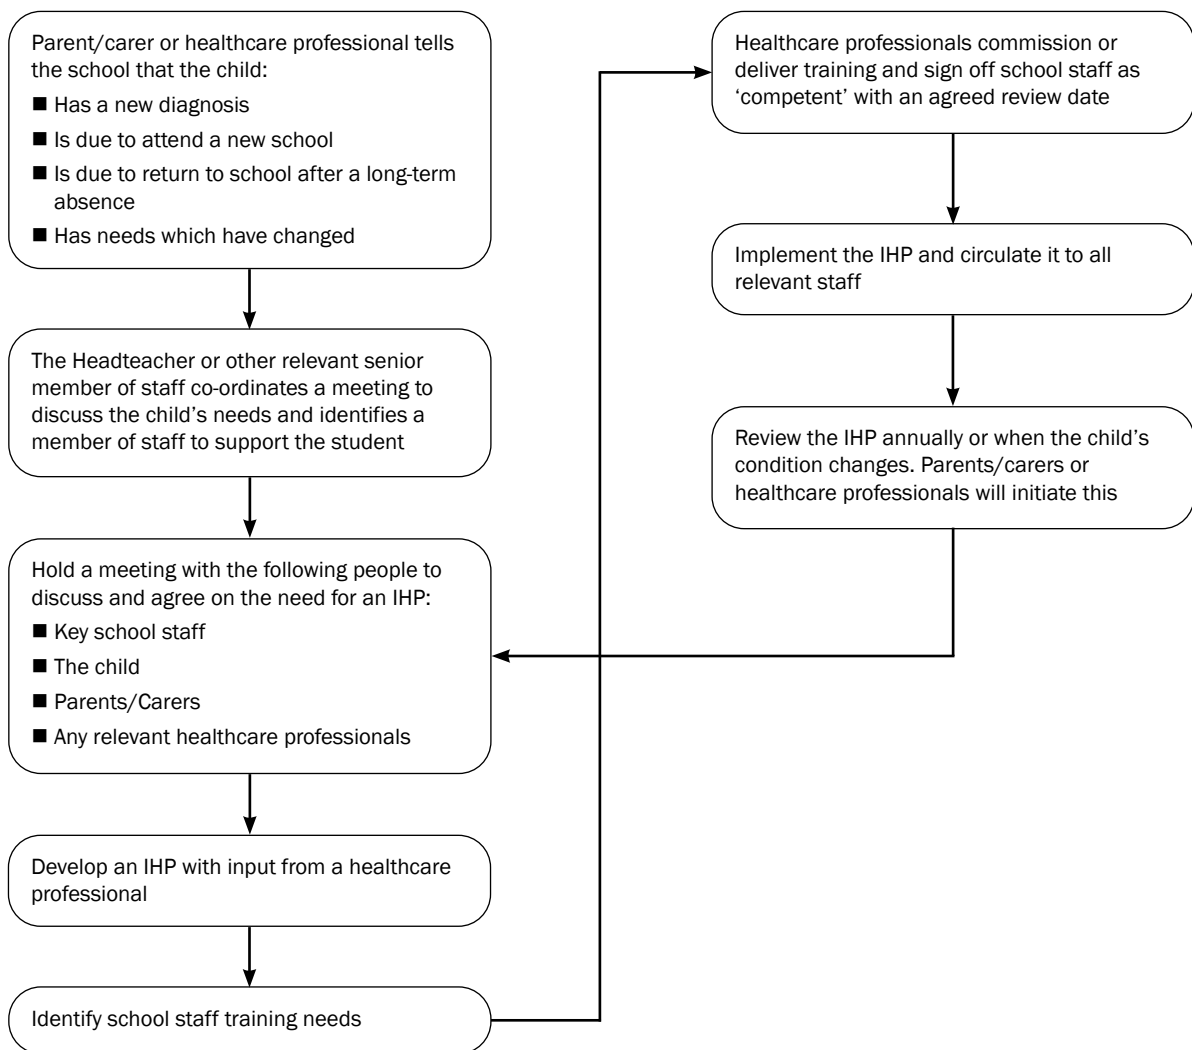 Parent/carer or healthcare professional tells
the school that the child:
■ Has a new diagnosis
■ Is due to attend a new school
■ Is due to return to school after a long-term
absence
■ Has needs which have changed
The Headteacher or other relevant senior
member of staff co-ordinates a meeting to
discuss the child’s needs and identifies a
member of staff to support the student
Hold a meeting with the following people to
discuss and agree on the need for an IHP:
■ Key school staff
■ The child
■ Parents/Carers
■ Any relevant healthcare professionals
Develop an IHP with input from a healthcare
professional
Identify school staff training needs
Healthcare professionals commission or
deliver training and sign off school staff as
‘competent’ with an agreed review date
Implement the IHP and circulate it to all
relevant staff
Review the IHP annually or when the child’s
condition changes. Parents/carers or
healthcare professionals will initiate this